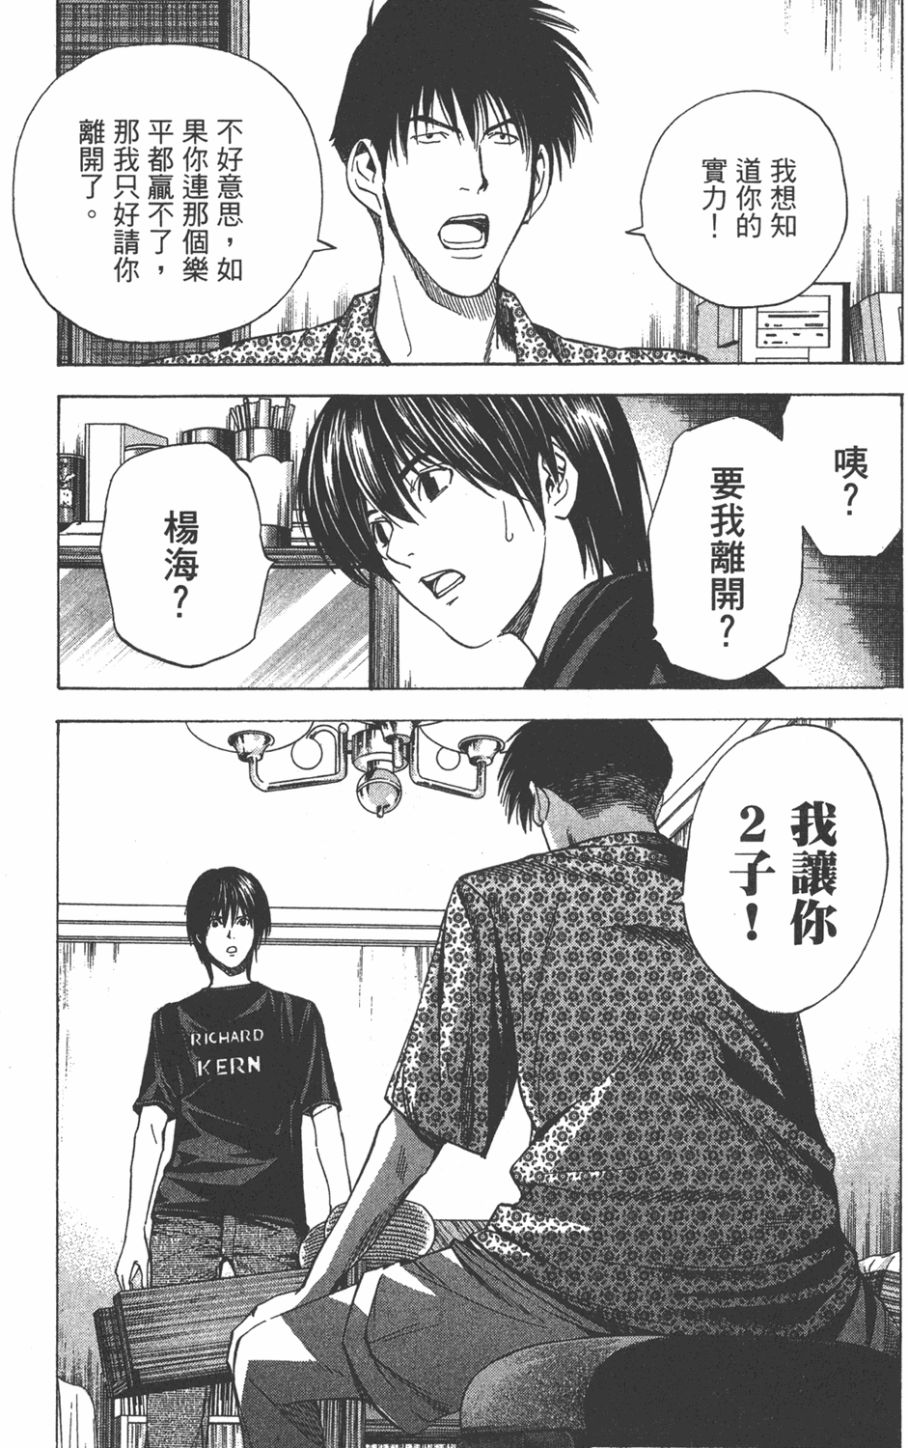 我想知
道你的
實力！
不好意思，如
果你連那個樂
平都贏不了，
那我只好請你
離開了。
咦？
要我離開？
楊海？
我讓你
2子！
RICHARD
KERN